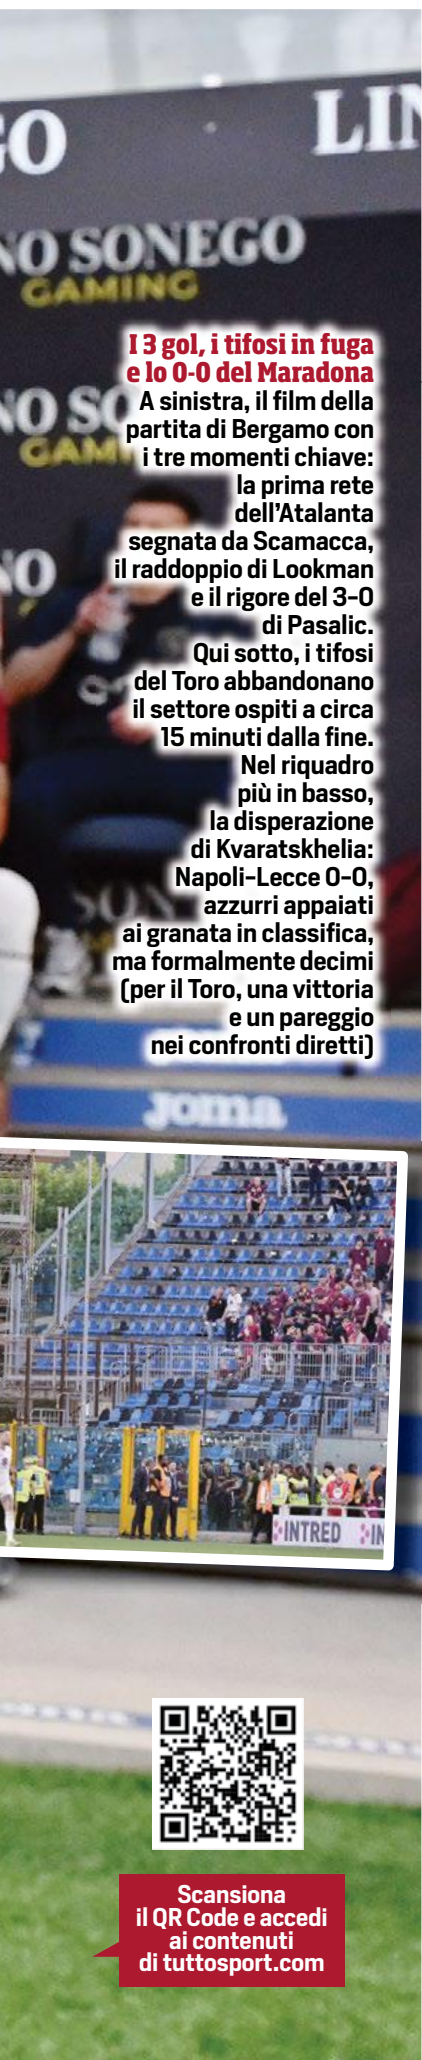 LIN
NO SONEGO
GAMING
I 3 gol, i tifosi in fuga
e lo 0-0 del Maradona
A sinistra, il film della
partita di Bergamo con
i tre momenti chiave:
la prima rete
dell'Atalanta
segnata da Scamacca,
il raddoppio di Lookman
e il rigore del 3-0
di Pasalic.
Qui sotto, i tifosi
del Toro abbandonano
il settore ospiti a circa
15 minuti dalla fine.
Nel riquadro
più in basso,
la disperazione
di Kvaratskhelia:
Napoli-Lecce 0-0,
azzurri appaiati
ai granata in classifica,
ma formalmente decimi
(per il Toro, una vittoria
e un pareggio
nei confronti diretti)
Joma
INTRED
Scansiona
il QR Code e accedi
ai contenuti
di tuttosport.com